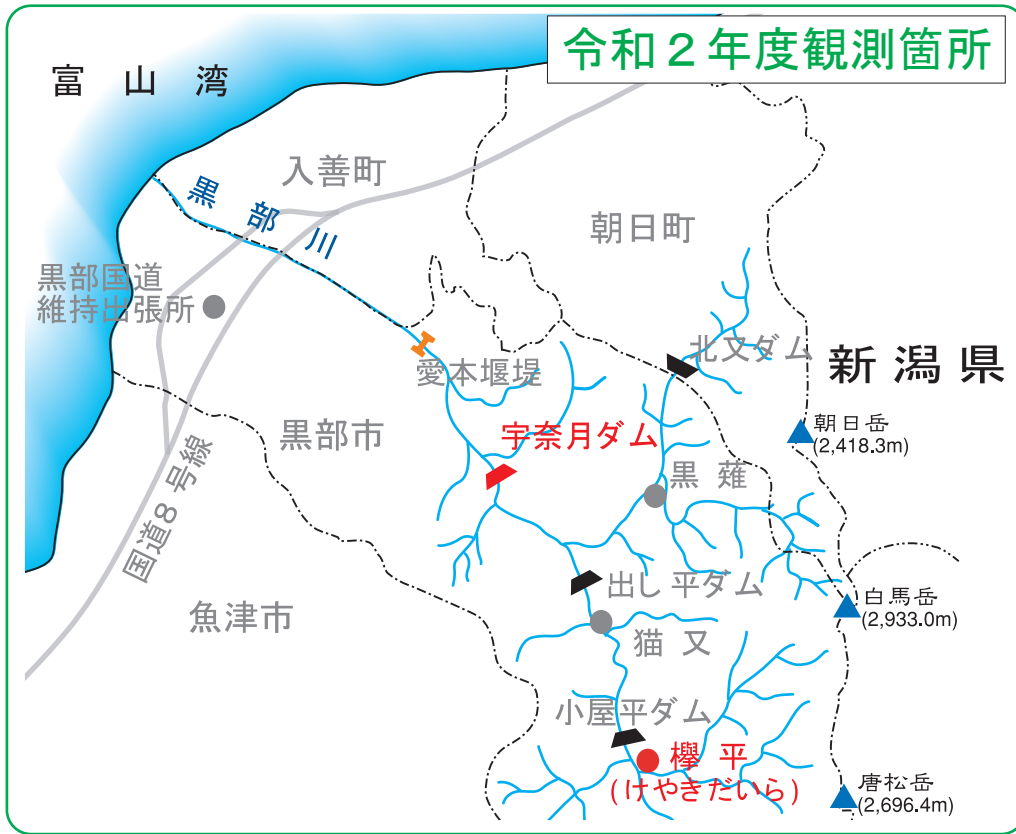 令和２年度観測箇所
富山湾
入善町
黒部川
朝日町
黒部国道
維持出張所
北又ダム
新潟県
愛本堰堤
朝日岳
(2,418.3m)
黒部市
宇奈月ダム
黒薙
国道８号線
出し平ダム
白馬岳
(2,933.0m)
魚津市
猫又
小屋平ダム
欅平
(けやきだいら)
唐松岳
(2,696.4m)